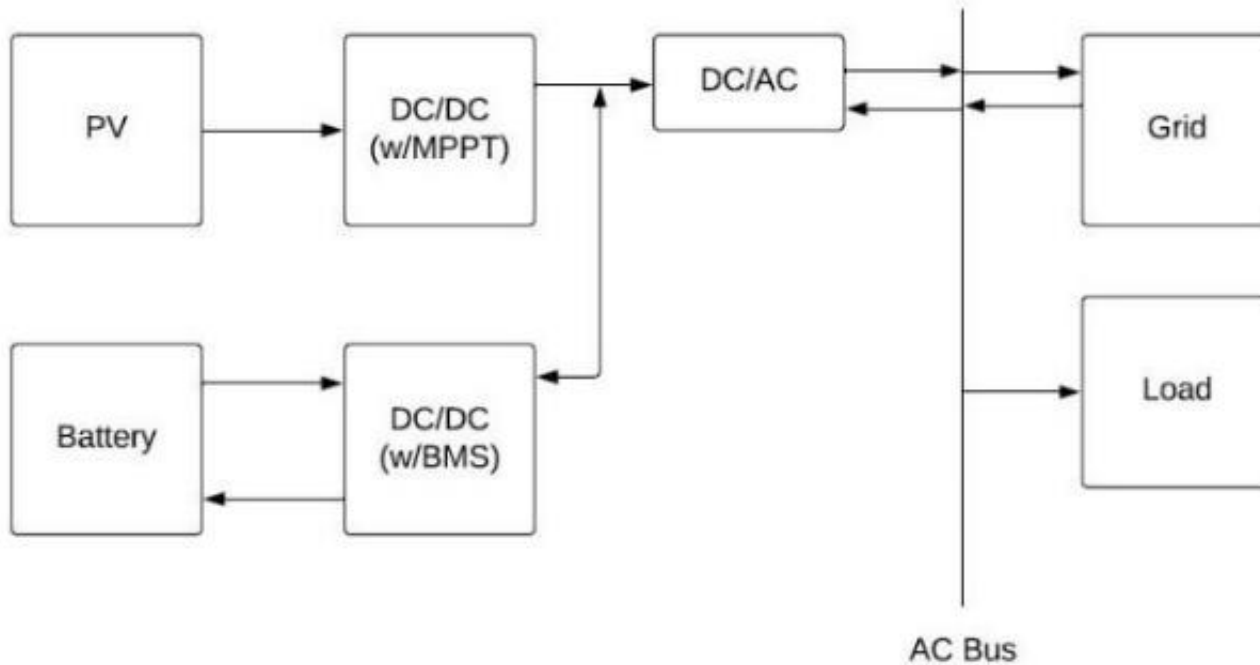 PV
DC/DC
(w/MPPT)
DC/AC
Grid
Battery
DC/DC
(w/BMS)
Load
AC Bus